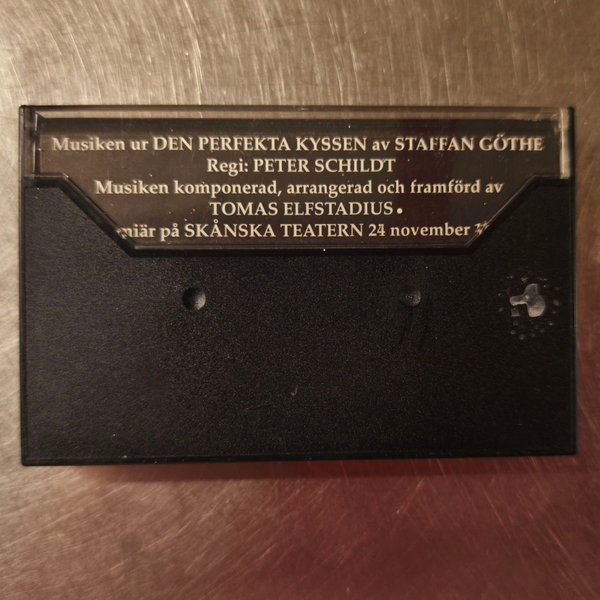 Musiken ur DEN PERFEKTA KYSSEN av STAFFAN GÖTHE
Regi: PETER SCHILDT
Musiken komponerad, arrangerad och framförd av
TOMAS ELFSTADIUS •
på SKÅNSKA TEATERN 24 november